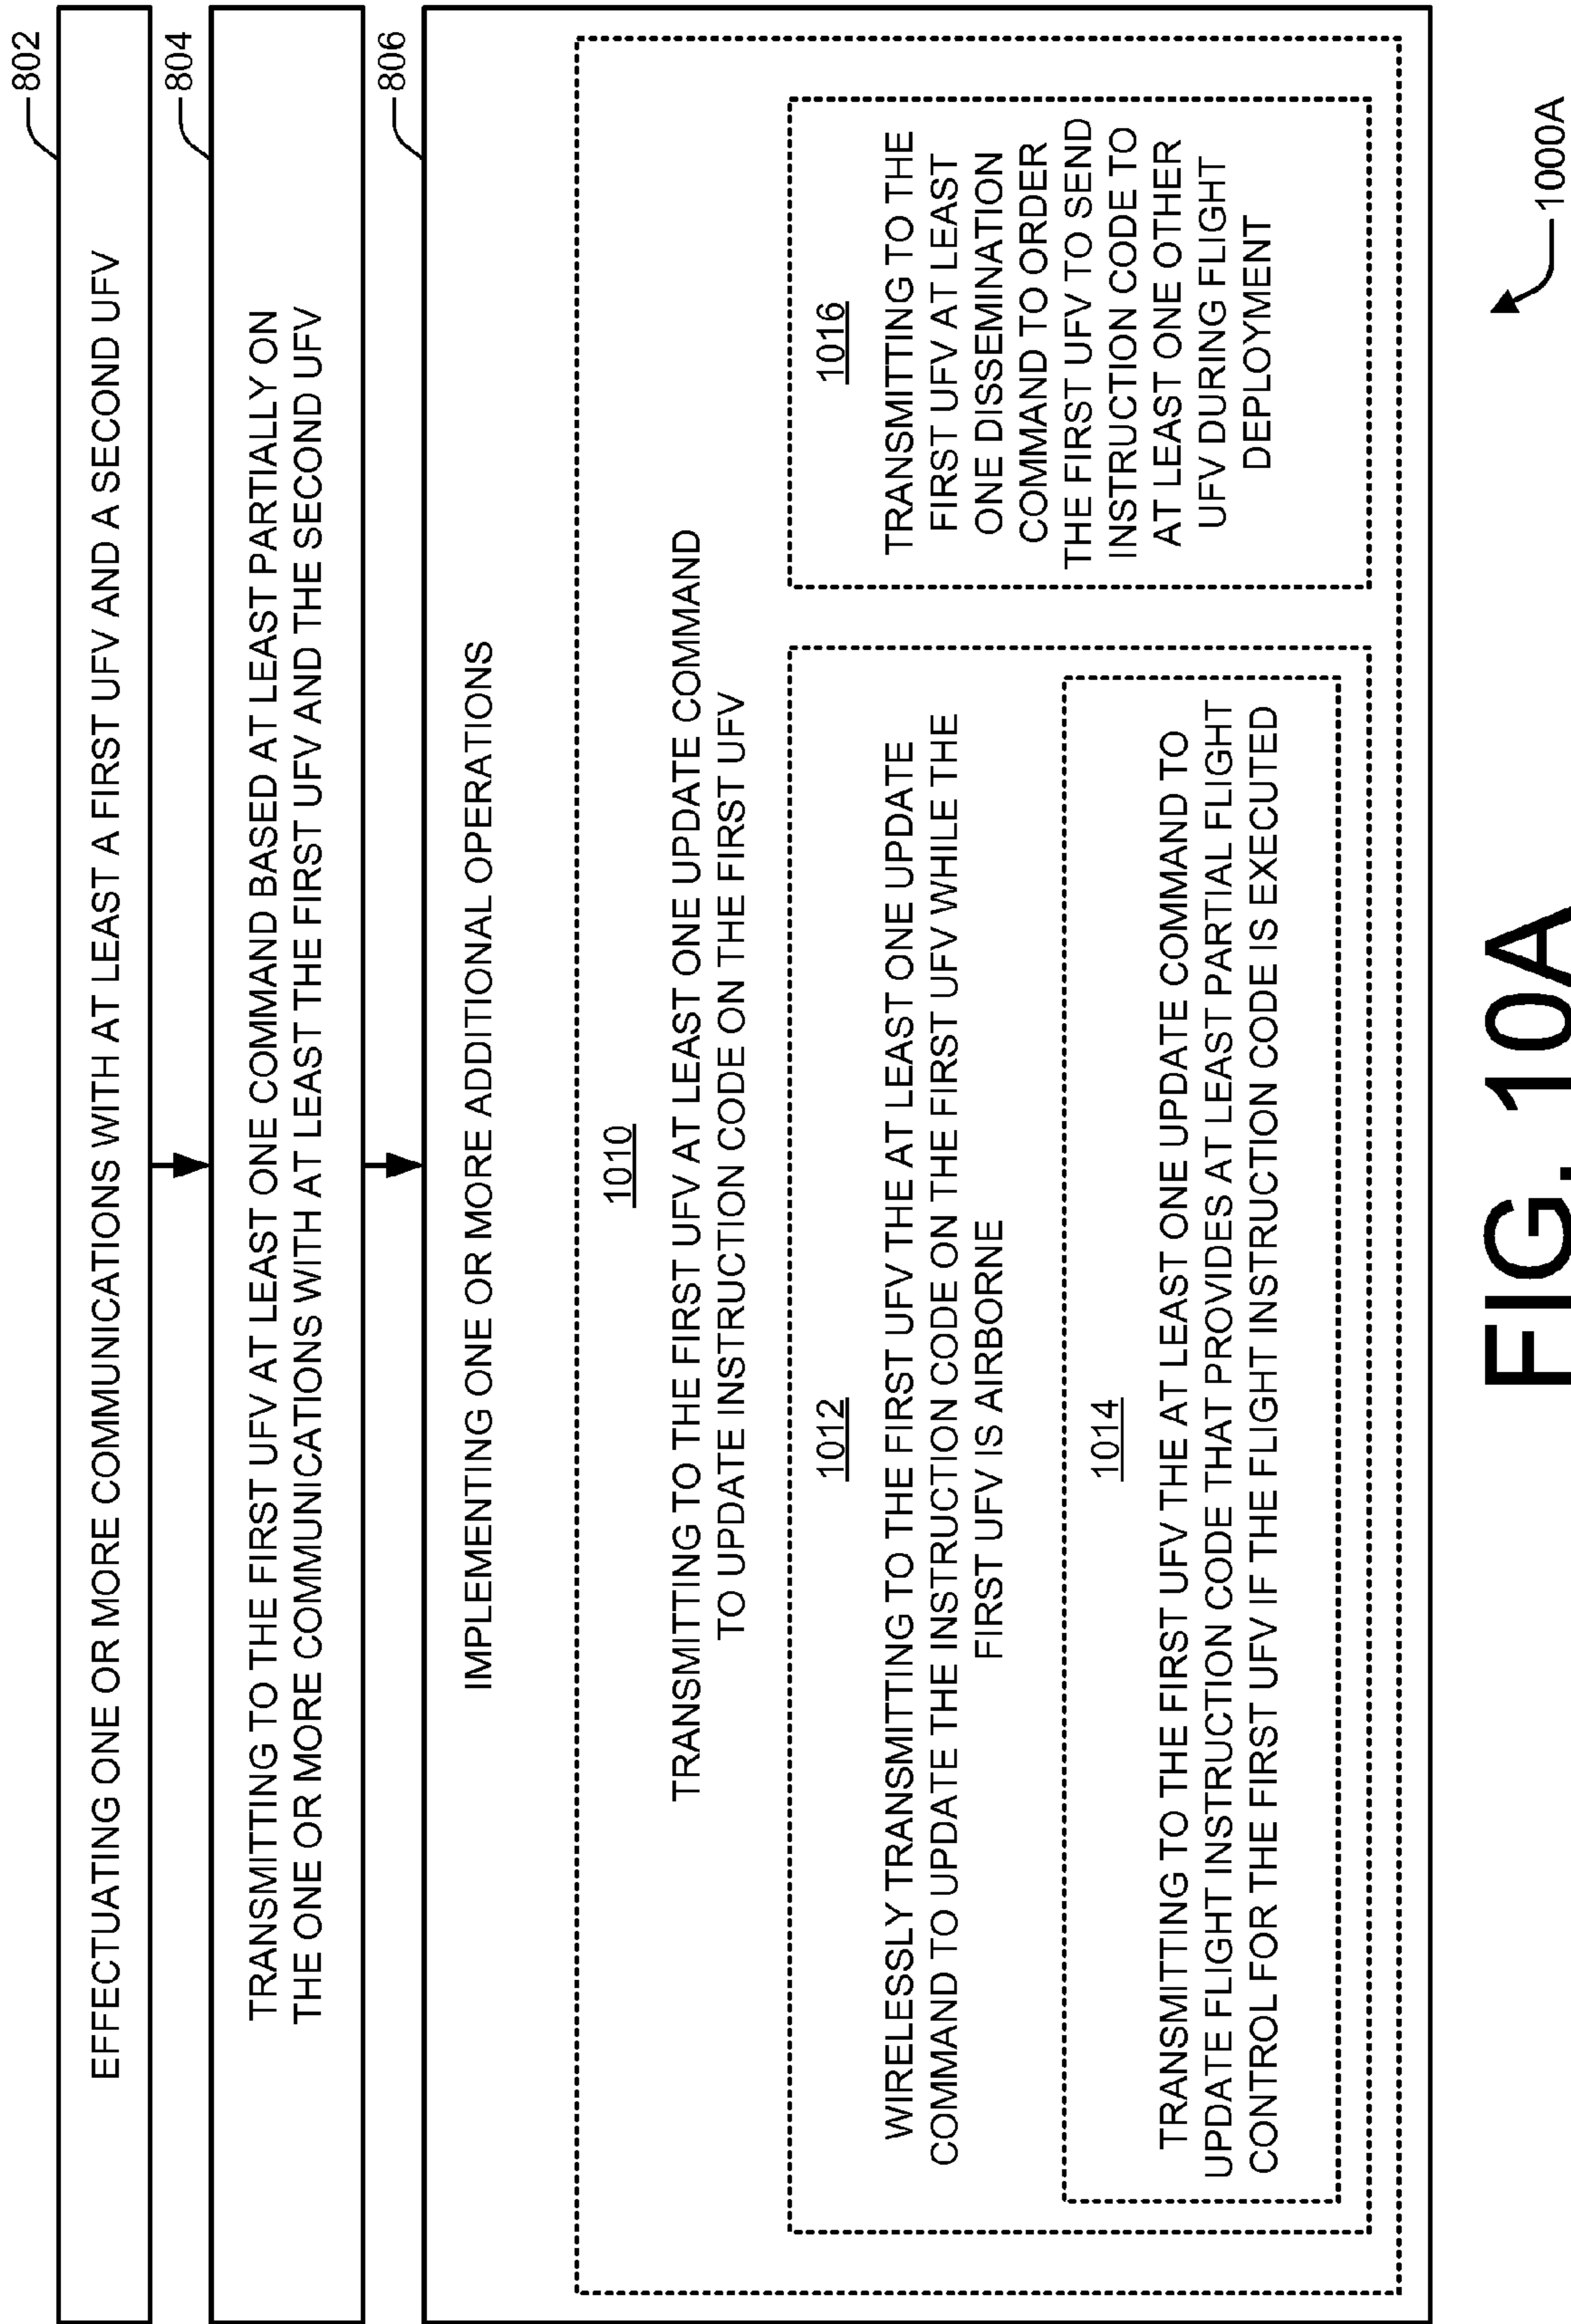 802
EFFECTUATING ONE OR MORE COMMUNICATIONS WITH AT LEAST A FIRST UFV AND A SECOND UFV
804
TRANSMITTING TO THE FIRST UFV AT LEAST ONE COMMAND BASED AT LEAST PARTIALLY ON
THE ONE OR MORE COMMUNICATIONS WITH AT LEAST THE FIRST UFV AND THE SECOND UFV
806
IMPLEMENTING ONE OR MORE ADDITIONAL OPERATIONS
1010
TRANSMITTING TO THE FIRST UFV AT LEAST ONE UPDATE COMMAND
TO UPDATE INSTRUCTION CODE ON THE FIRST UFV
1012
WIRELESSLY TRANSMITTING TO THE FIRST UFV THE AT LEAST ONE UPDATE
COMMAND TO UPDATE THE INSTRUCTION CODE ON THE FIRST UFV WHILE THE
FIRST UFV IS AIRBORNE
1014
TRANSMITTING TO THE FIRST UFV THE AT LEAST ONE UPDATE COMMAND TO
UPDATE FLIGHT INSTRUCTION CODE THAT PROVIDES AT LEAST PARTIAL FLIGHT
CONTROL FOR THE FIRST UFV IF THE FLIGHT INSTRUCTION CODE IS EXECUTED
1016
TRANSMITTING TO THE
FIRST UFV AT LEAST
ONE DISSEMINATION
COMMAND TO ORDER
THE FIRST UFV TO SEND
INSTRUCTION CODE TO
AT LEAST ONE OTHER
UFV DURING FLIGHT
DEPLOYMENT
1000A
FIG. 10A